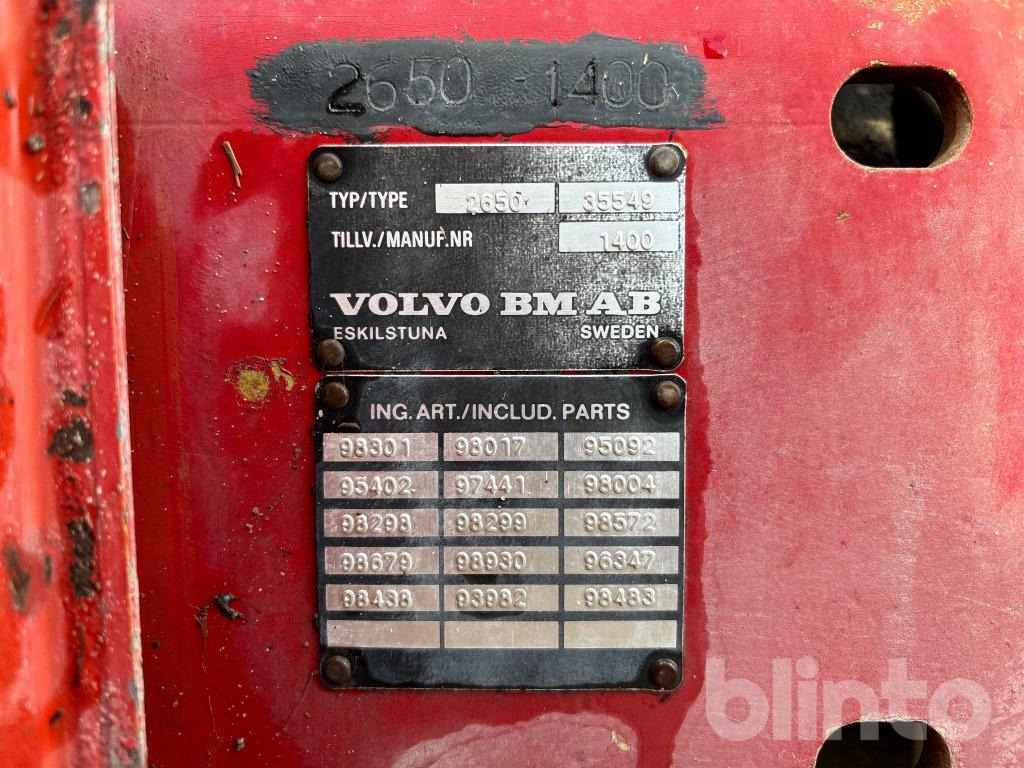 2650 - 1400
TYP/TYPE 2650 35549
TILLV./MANUF.NR 1400
VOLVO BM AB
ESKILSTUNA SWEDEN
ING. ART./INCLUD. PARTS
98301 98017 95092
95402 97441 98004
98298 98299 98572
98679 98930 96347
98438 93982 98483
blinto